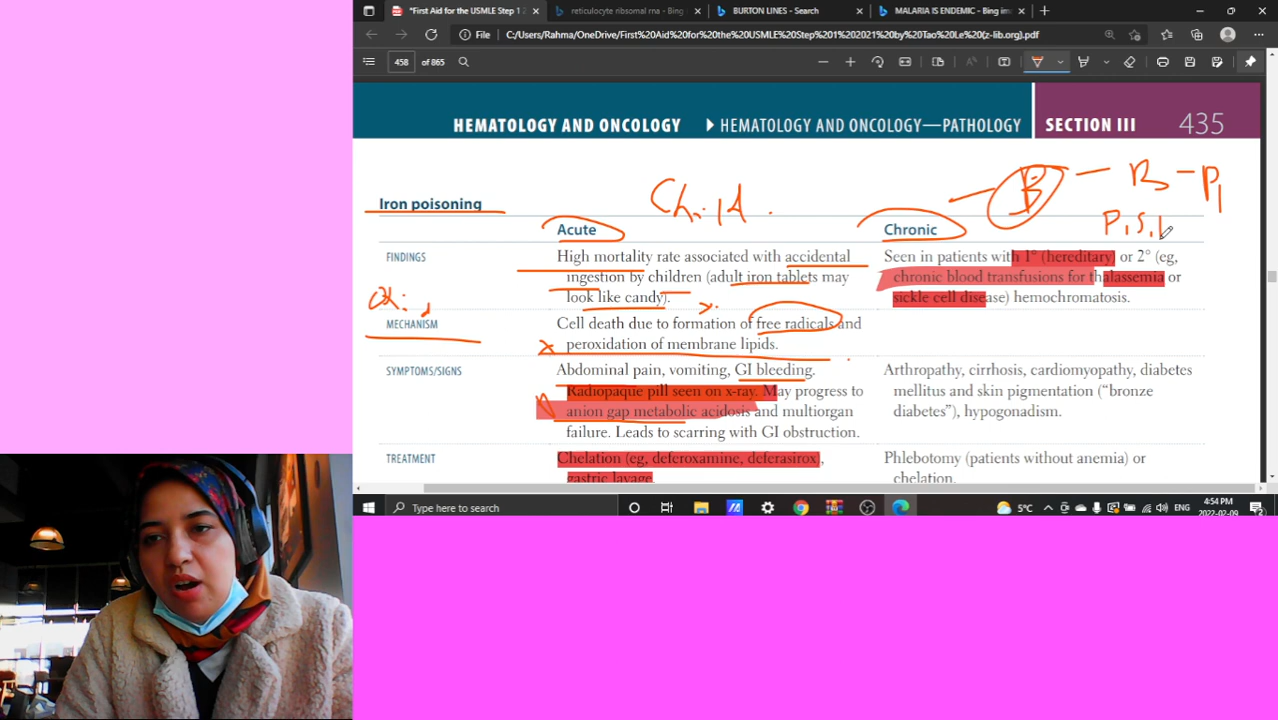 "First Aid for the USMLE Step 1
reticulocyte ribosomal rna - Bing
BURTON LINES - Search
MALARIA IS ENDEMIC - Bing im
File
C:/Users/Rahma/OneDrive/First%20Aid%20for%20the%20USMLE%20Step%201%202021%20by%20Tao%20Le%20(z-lib.org).pdf
458 of 865
HEMATOLOGY AND ONCOLOGY HEMATOLOGY AND ONCOLOGY—PATHOLOGY SECTION III 435
Child
B - B - P
P.S.
Iron poisoning
Acute Chronic
FINDINGS
High mortality rate associated with accidental
ingestion by children (adult iron tablets may
look like candy).
Seen in patients with 1° (hereditary) or 2° (eg,
chronic blood transfusions for thalassemia or
sickle cell disease) hemochromatosis.
MECHANISM
Cell death due to formation of free radicals and
peroxidation of membrane lipids.
SYMPTOMS/SIGNS
Abdominal pain, vomiting, GI bleeding.
Radiopaque pill seen on x-ray. May progress to
anion gap metabolic acidosis and multiorgan
failure. Leads to scarring with GI obstruction.
Arthropathy, cirrhosis, cardiomyopathy, diabetes
mellitus and skin pigmentation ("bronze
diabetes"), hypogonadism.
TREATMENT
Chelation (eg, deferoxamine, deferasirox),
gastric lavage.
Phlebotomy (patients without anemia) or
chelation.
Type here to search
5°C
ENG
4:54 PM
2022-02-09